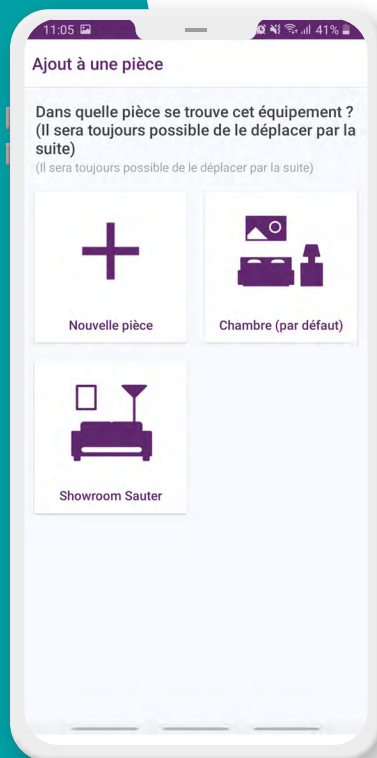 11:05 41%
Ajout à une pièce
Dans quelle pièce se trouve cet équipement ?
(Il sera toujours possible de le déplacer par la
suite)
(Il sera toujours possible de le déplacer par la suite)
Nouvelle pièce
Chambre (par défaut)
Showroom Sauter